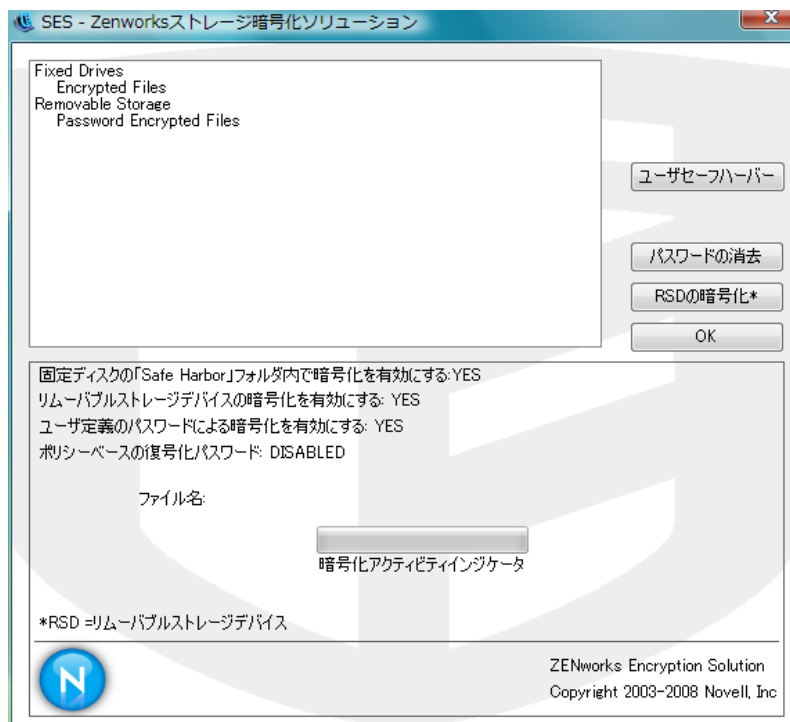 SES - Zenworksストレージ暗号化ソリューション
Fixed Drives
Encrypted Files
Removable Storage
Password Encrypted Files
ユーザセーフハーバー
パスワードの消去
RSDの暗号化*
OK
固定ディスクの「Safe Harbor」フォルダ内で暗号化を有効にする:YES
リムーバブルストレージデバイスの暗号化を有効にする: YES
ユーザ定義のパスワードによる暗号化を有効にする: YES
ポリシーベースの復号化パスワード: DISABLED
ファイル名:
暗号化アクティビティインジケータ
*RSD =リムーバブルストレージデバイス
N
ZENworks Encryption Solution
Copyright 2003-2008 Novell, Inc